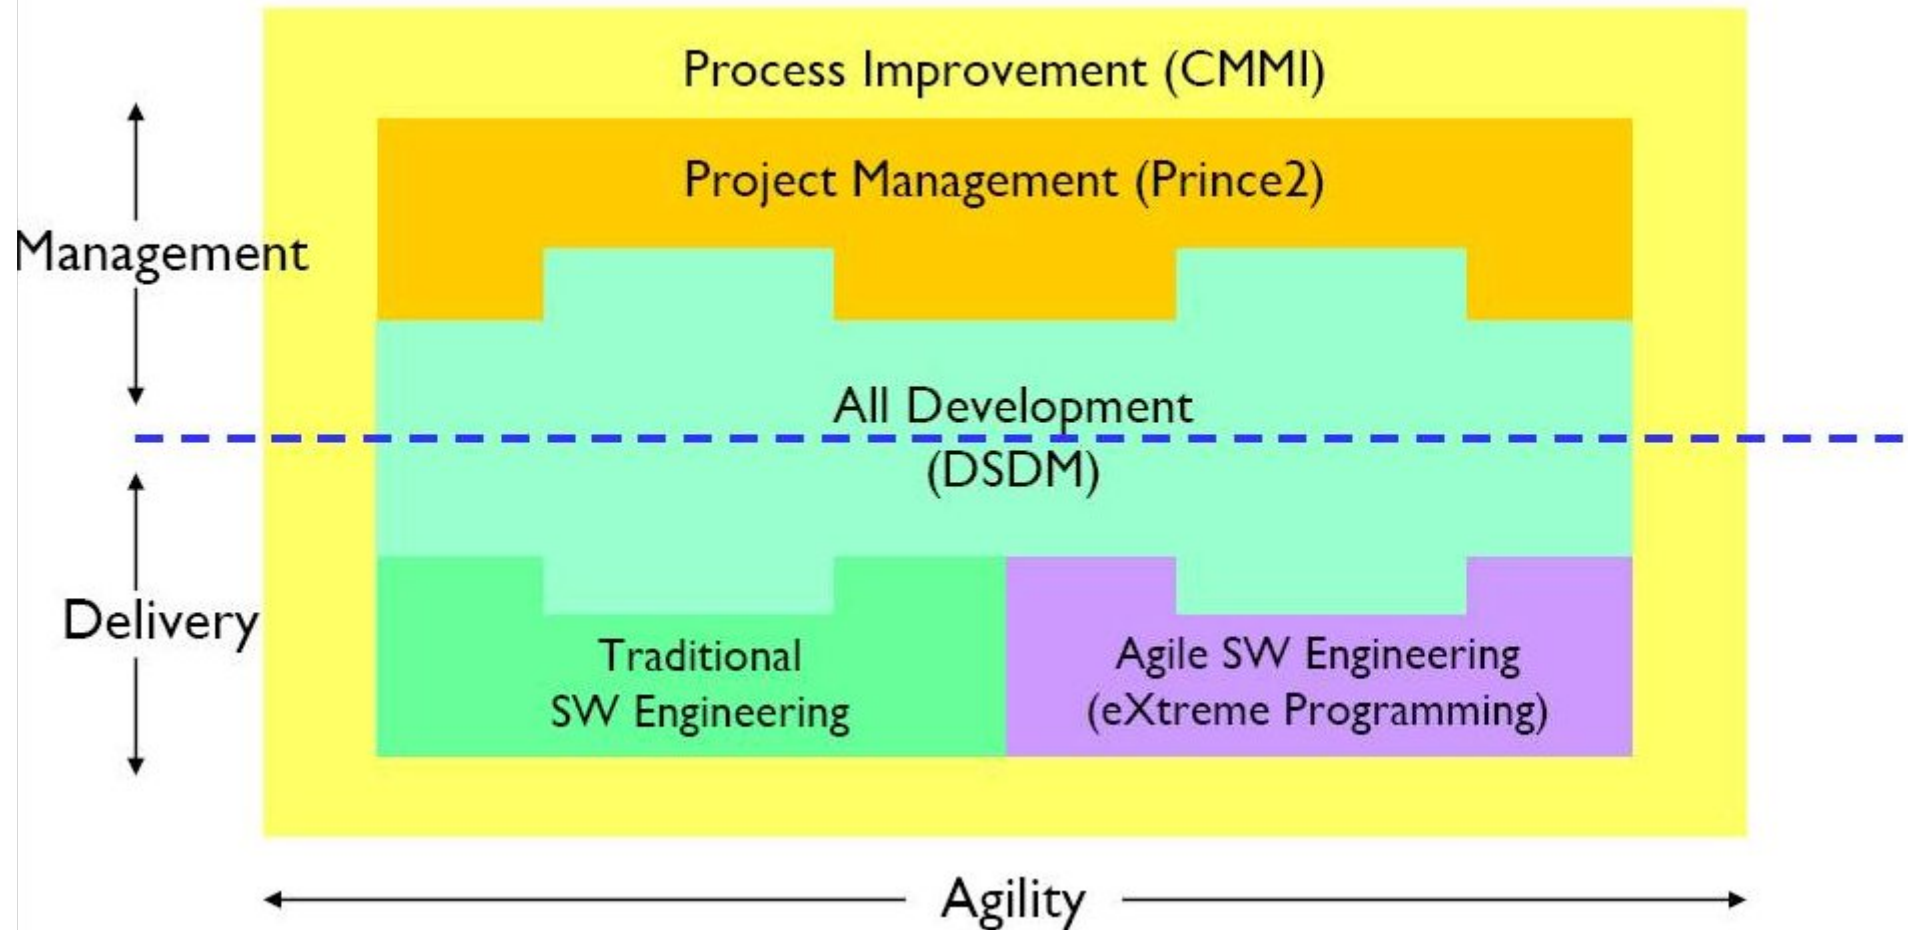 Process Improvement (CMMI)
Project Management (Prince2)
Management
All Development
(DSDM)
Delivery
Traditional
SW Engineering
Agile SW Engineering
(eXtreme Programming)
Agility